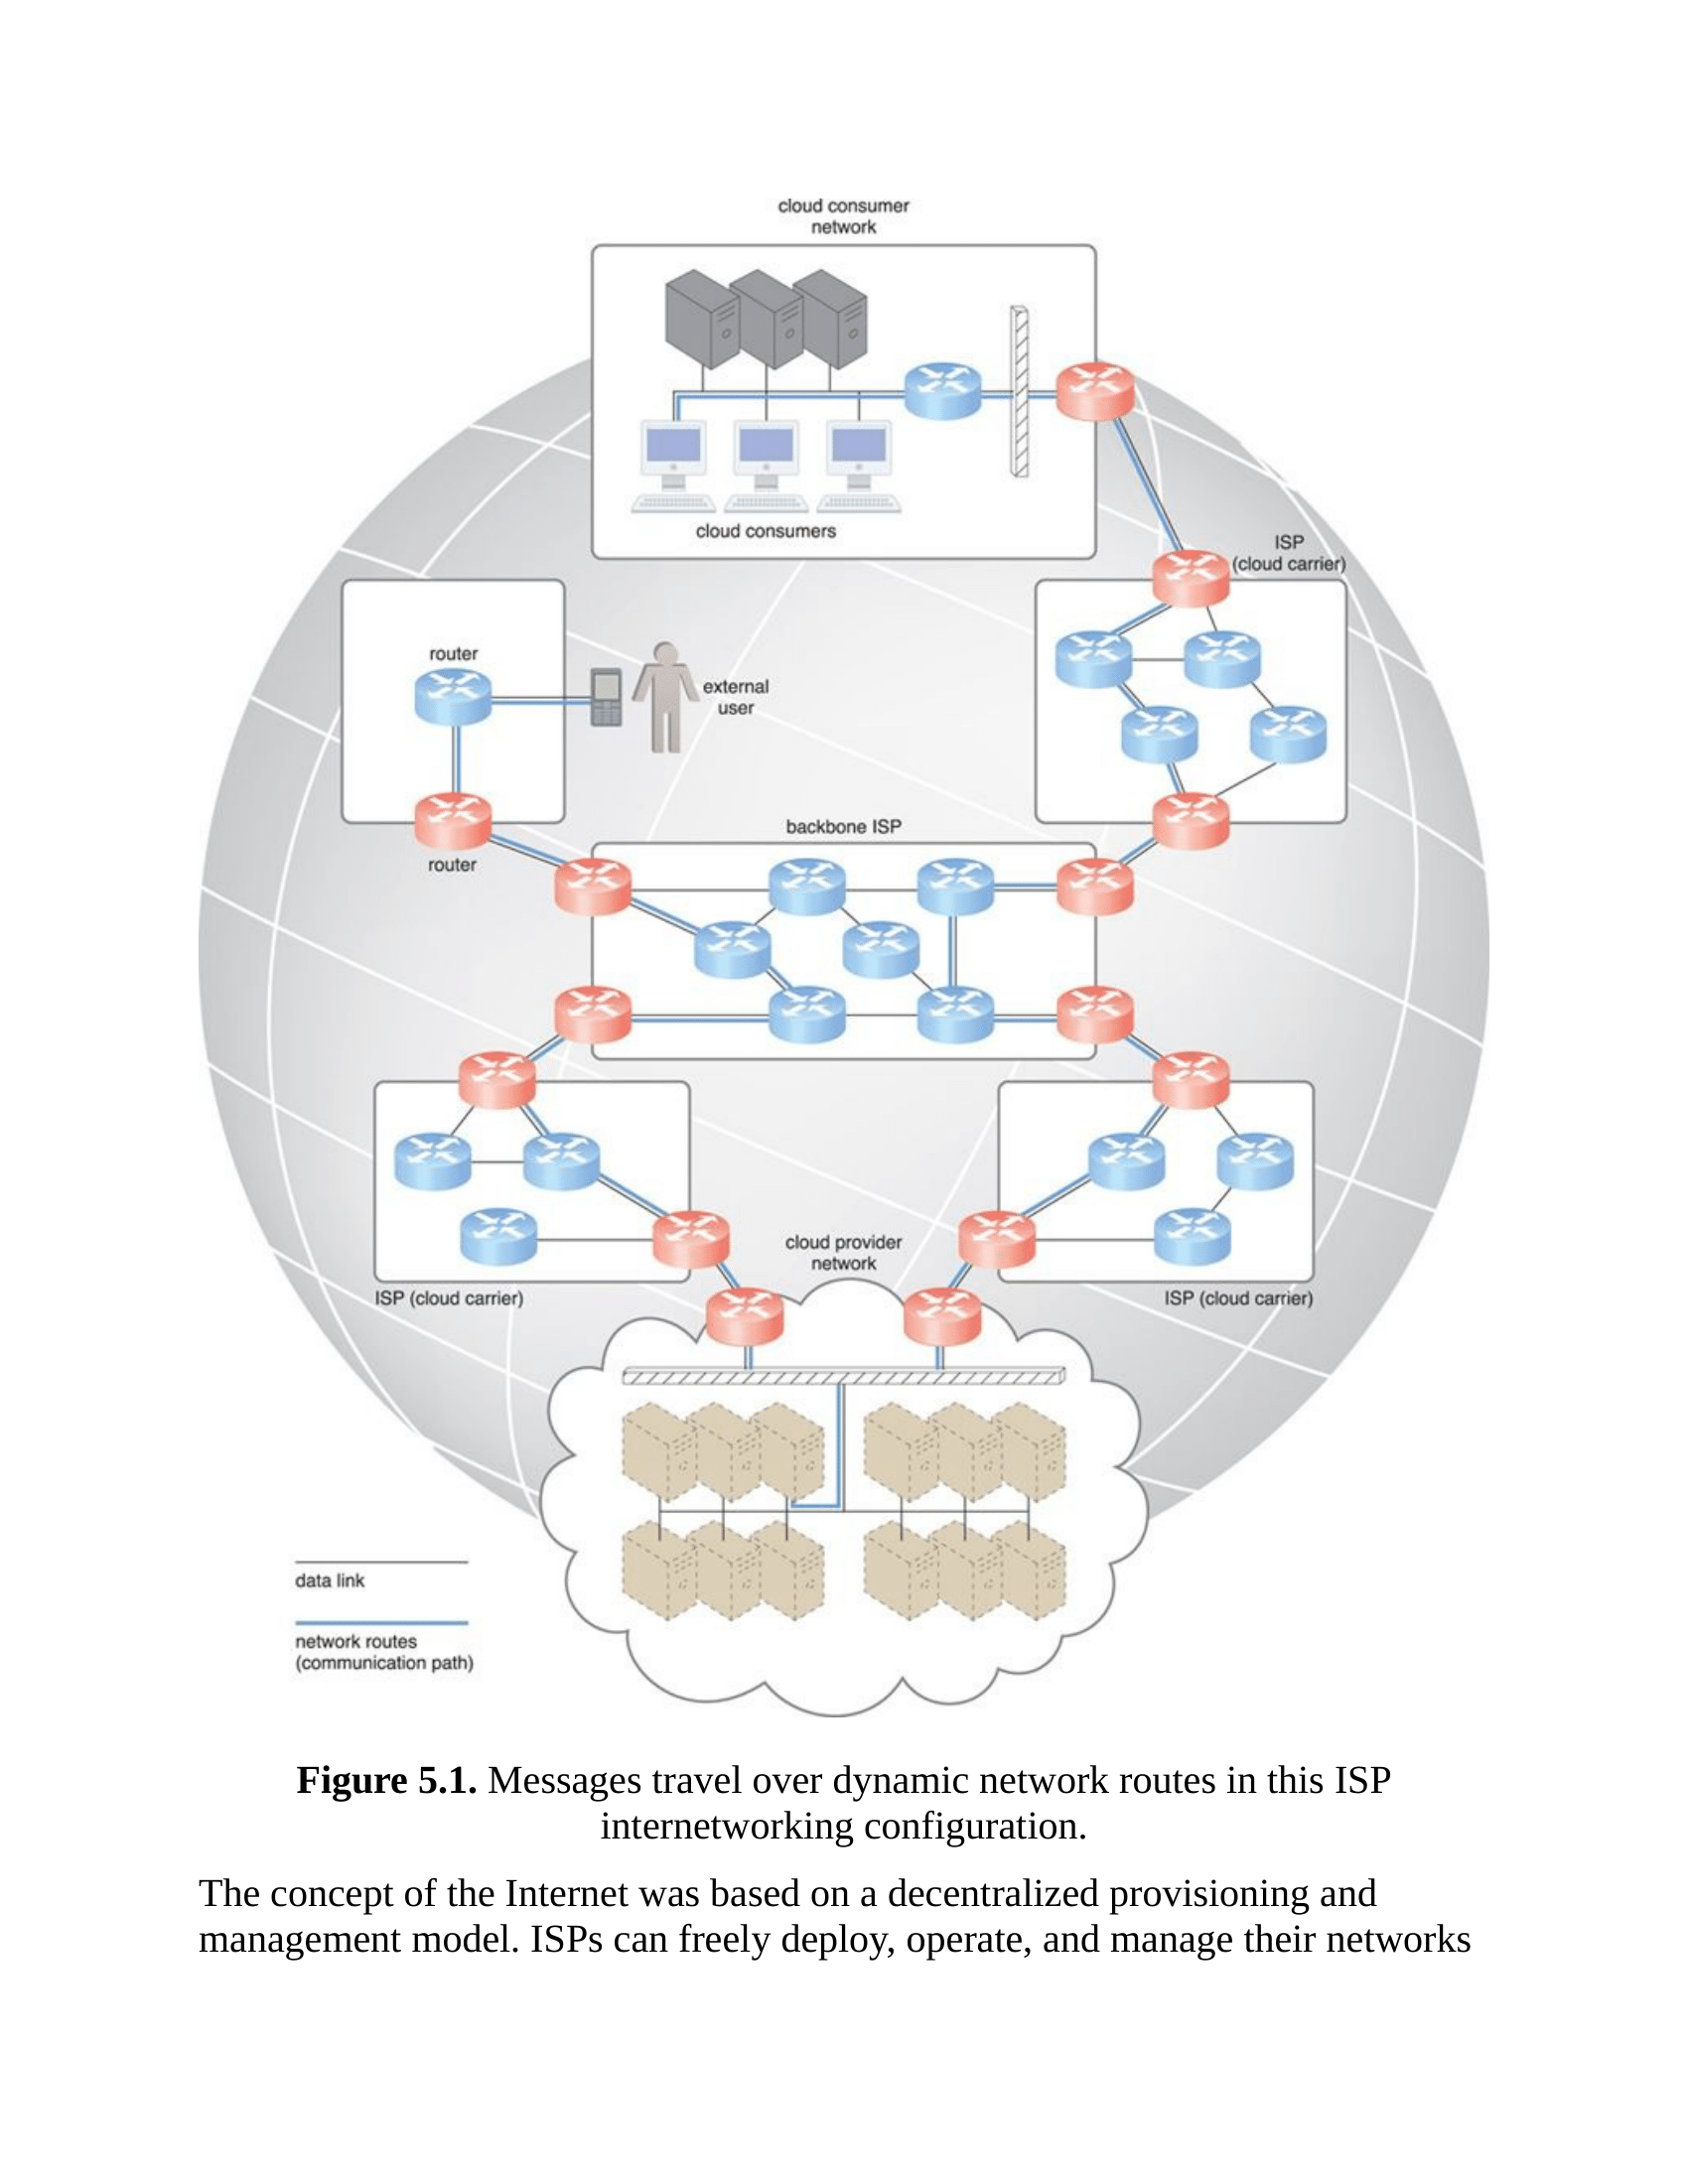 cloud consumer
network
cloud consumers
ISP
(cloud carrier)
router
external
user
router
backbone ISP
cloud provider
network
ISP (cloud carrier)
ISP (cloud carrier)
data link
network routes
(communication path)
Figure 5.1. Messages travel over dynamic network routes in this ISP
internetworking configuration.
The concept of the Internet was based on a decentralized provisioning and
management model. ISPs can freely deploy, operate, and manage their networks